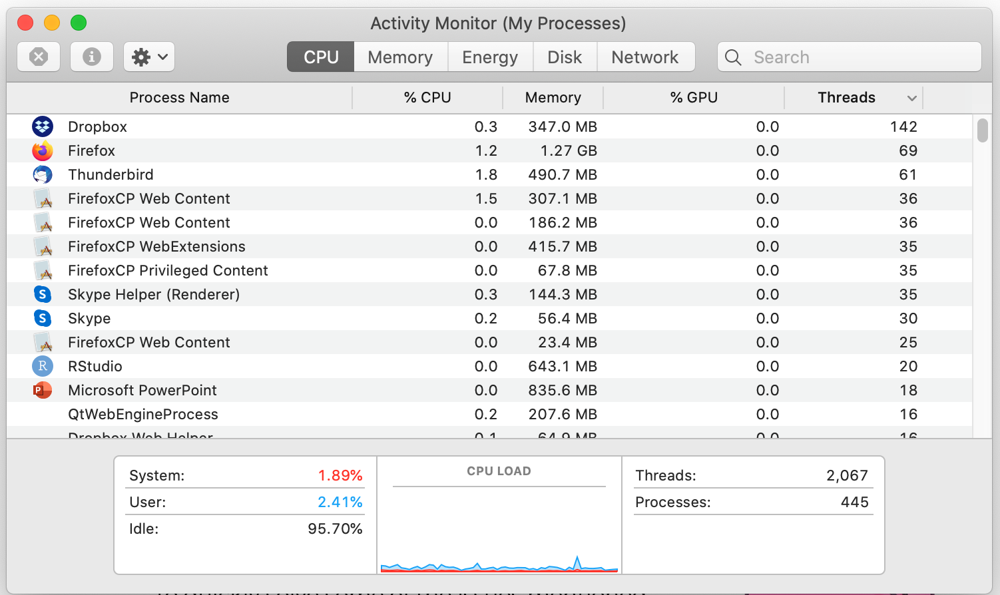 Activity Monitor (My Processes)
CPU Memory Energy Disk Network Search
Process Name % CPU Memory % GPU Threads
Dropbox 0.3 347.0 MB 0.0 142
Firefox 1.2 1.27 GB 0.0 69
Thunderbird 1.8 490.7 MB 0.0 61
FirefoxCP Web Content 1.5 307.1 MB 0.0 36
FirefoxCP Web Content 0.0 186.2 MB 0.0 36
FirefoxCP WebExtensions 0.0 415.7 MB 0.0 35
FirefoxCP Privileged Content 0.0 67.8 MB 0.0 35
S Skype Helper (Renderer) 0.3 144.3 MB 0.0 35
S Skype 0.2 56.4 MB 0.0 30
FirefoxCP Web Content 0.0 23.4 MB 0.0 25
R RStudio 0.0 643.1 MB 0.0 20
P Microsoft PowerPoint 0.0 835.6 MB 0.0 18
QtWebEngineProcess 0.2 207.6 MB 0.0 16
Dropbox Web Helper 0.1 64.9 MB 0.0 16
System: 1.89% CPU LOAD Threads: 2,067
User: 2.41% Processes: 445
Idle: 95.70%